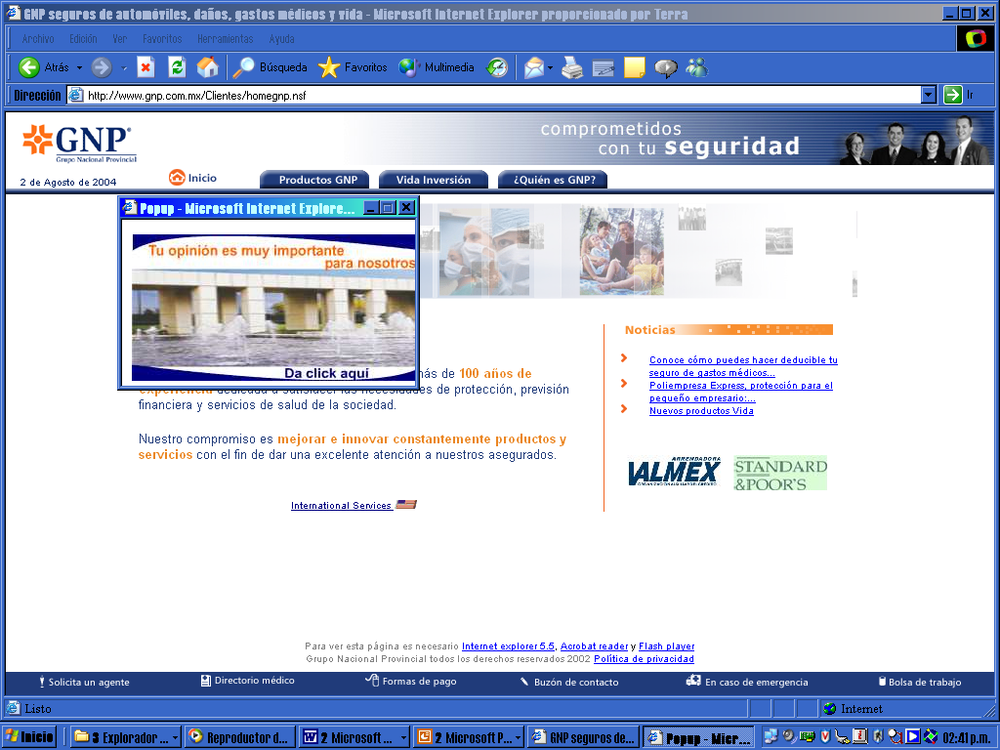 GNP seguros de automóviles, daños, gastos médicos y vida - Microsoft Internet Explorer proporcionado por Terra
Archivo Edición Ver Favoritos Herramientas Ayuda
Atrás Búsqueda Favoritos Multimedia
Dirección http://www.gnp.com.mx/Clientes/homegnp.nsf Ir
GNP
Grupo Nacional Provincial
comprometidos
con tu seguridad
2 de Agosto de 2004 Inicio Productos GNP Vida Inversión ¿Quién es GNP?
Popup - Microsoft Internet Explore...
Tu opinión es muy importante
para nosotros
Da click aquí
más de 100 años de
experiencia dedicada a satisfacer las necesidades de protección, previsión
financiera y servicios de salud de la sociedad.
Nuestro compromiso es mejorar e innovar constantemente productos y
servicios con el fin de dar una excelente atención a nuestros asegurados.
International Services
Noticias
Conoce cómo puedes hacer deducible tu
seguro de gastos médicos...
Poliempresa Express, protección para el
pequeño empresario:...
Nuevos productos Vida
ARRENDADORA
VALMEX
ORGANIZACION AUXILIAR DEL CREDITO
STANDARD
&POOR'S
Para ver esta página es necesario Internet explorer 5.5, Acrobat reader y Flash player
Grupo Nacional Provincial todos los derechos reservados 2002 Política de privacidad
Solicita un agente Directorio médico Formas de pago Buzón de contacto En caso de emergencia Bolsa de trabajo
Listo Internet
Inicio 3 Explorador ... Reproductor d... 2 Microsoft ... 2 Microsoft P... GNP seguros de... Popup - Micr... 02:41 p.m.